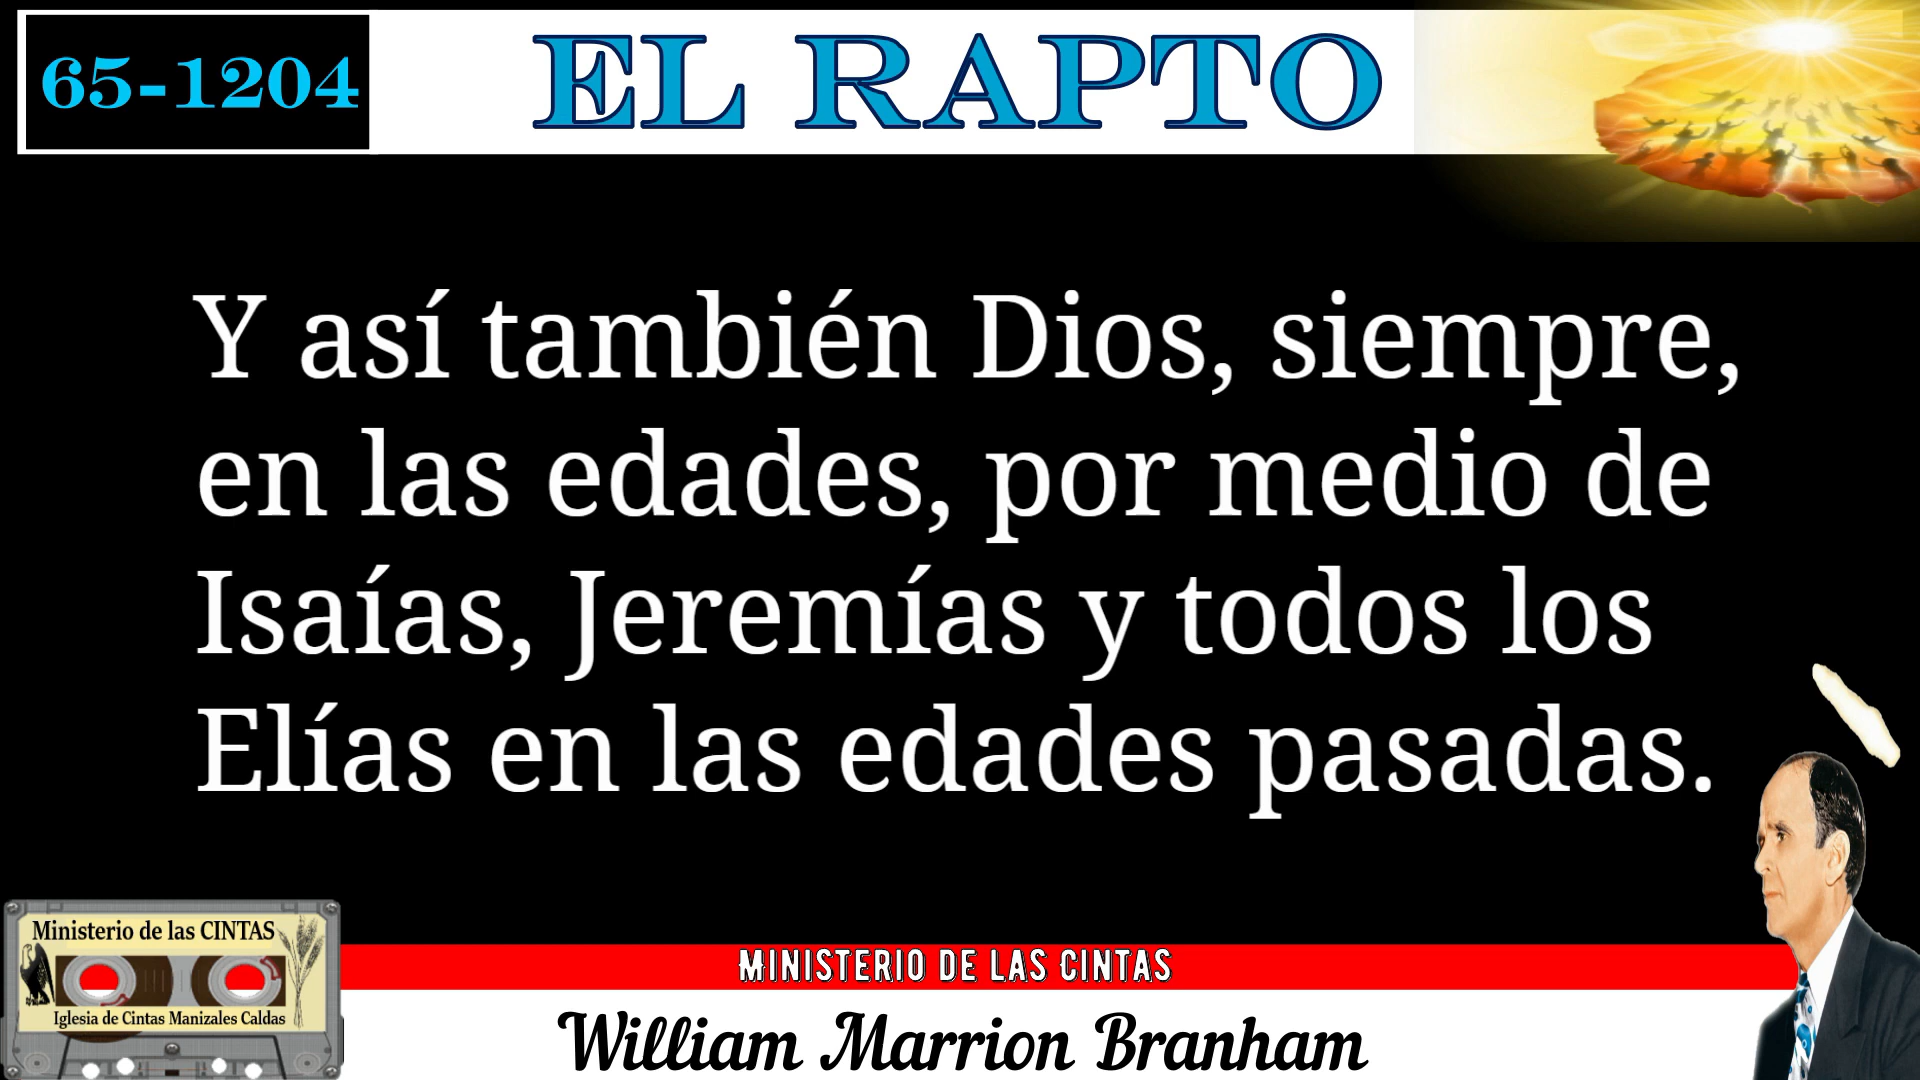 65-1204
EL RAPTO
Y así también Dios, siempre,
en las edades, por medio de
Isaías, Jeremías y todos los
Elías en las edades pasadas.
Ministerio de las CINTAS
Iglesia de Cintas Manizales Caldas
MINISTERIO DE LAS CINTAS
William Marrion Branham